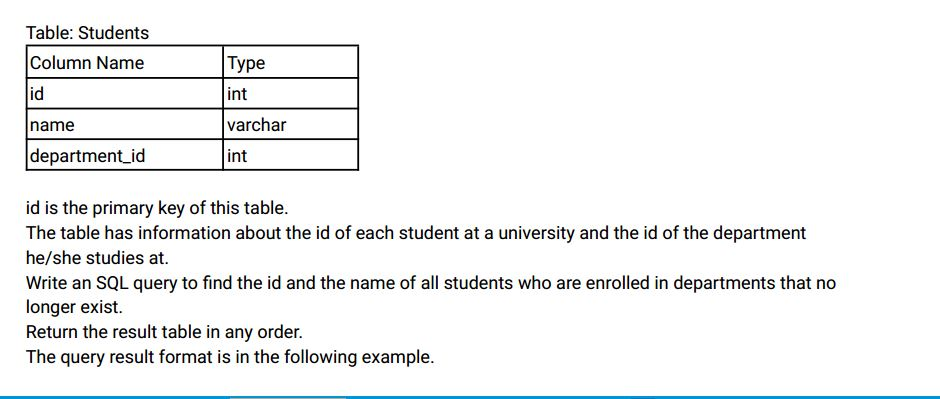 Table: Students
Column Name Type
id int
name varchar
department_id int
id is the primary key of this table.
The table has information about the id of each student at a university and the id of the department
he/she studies at.
Write an SQL query to find the id and the name of all students who are enrolled in departments that no
longer exist.
Return the result table in any order.
The query result format is in the following example.